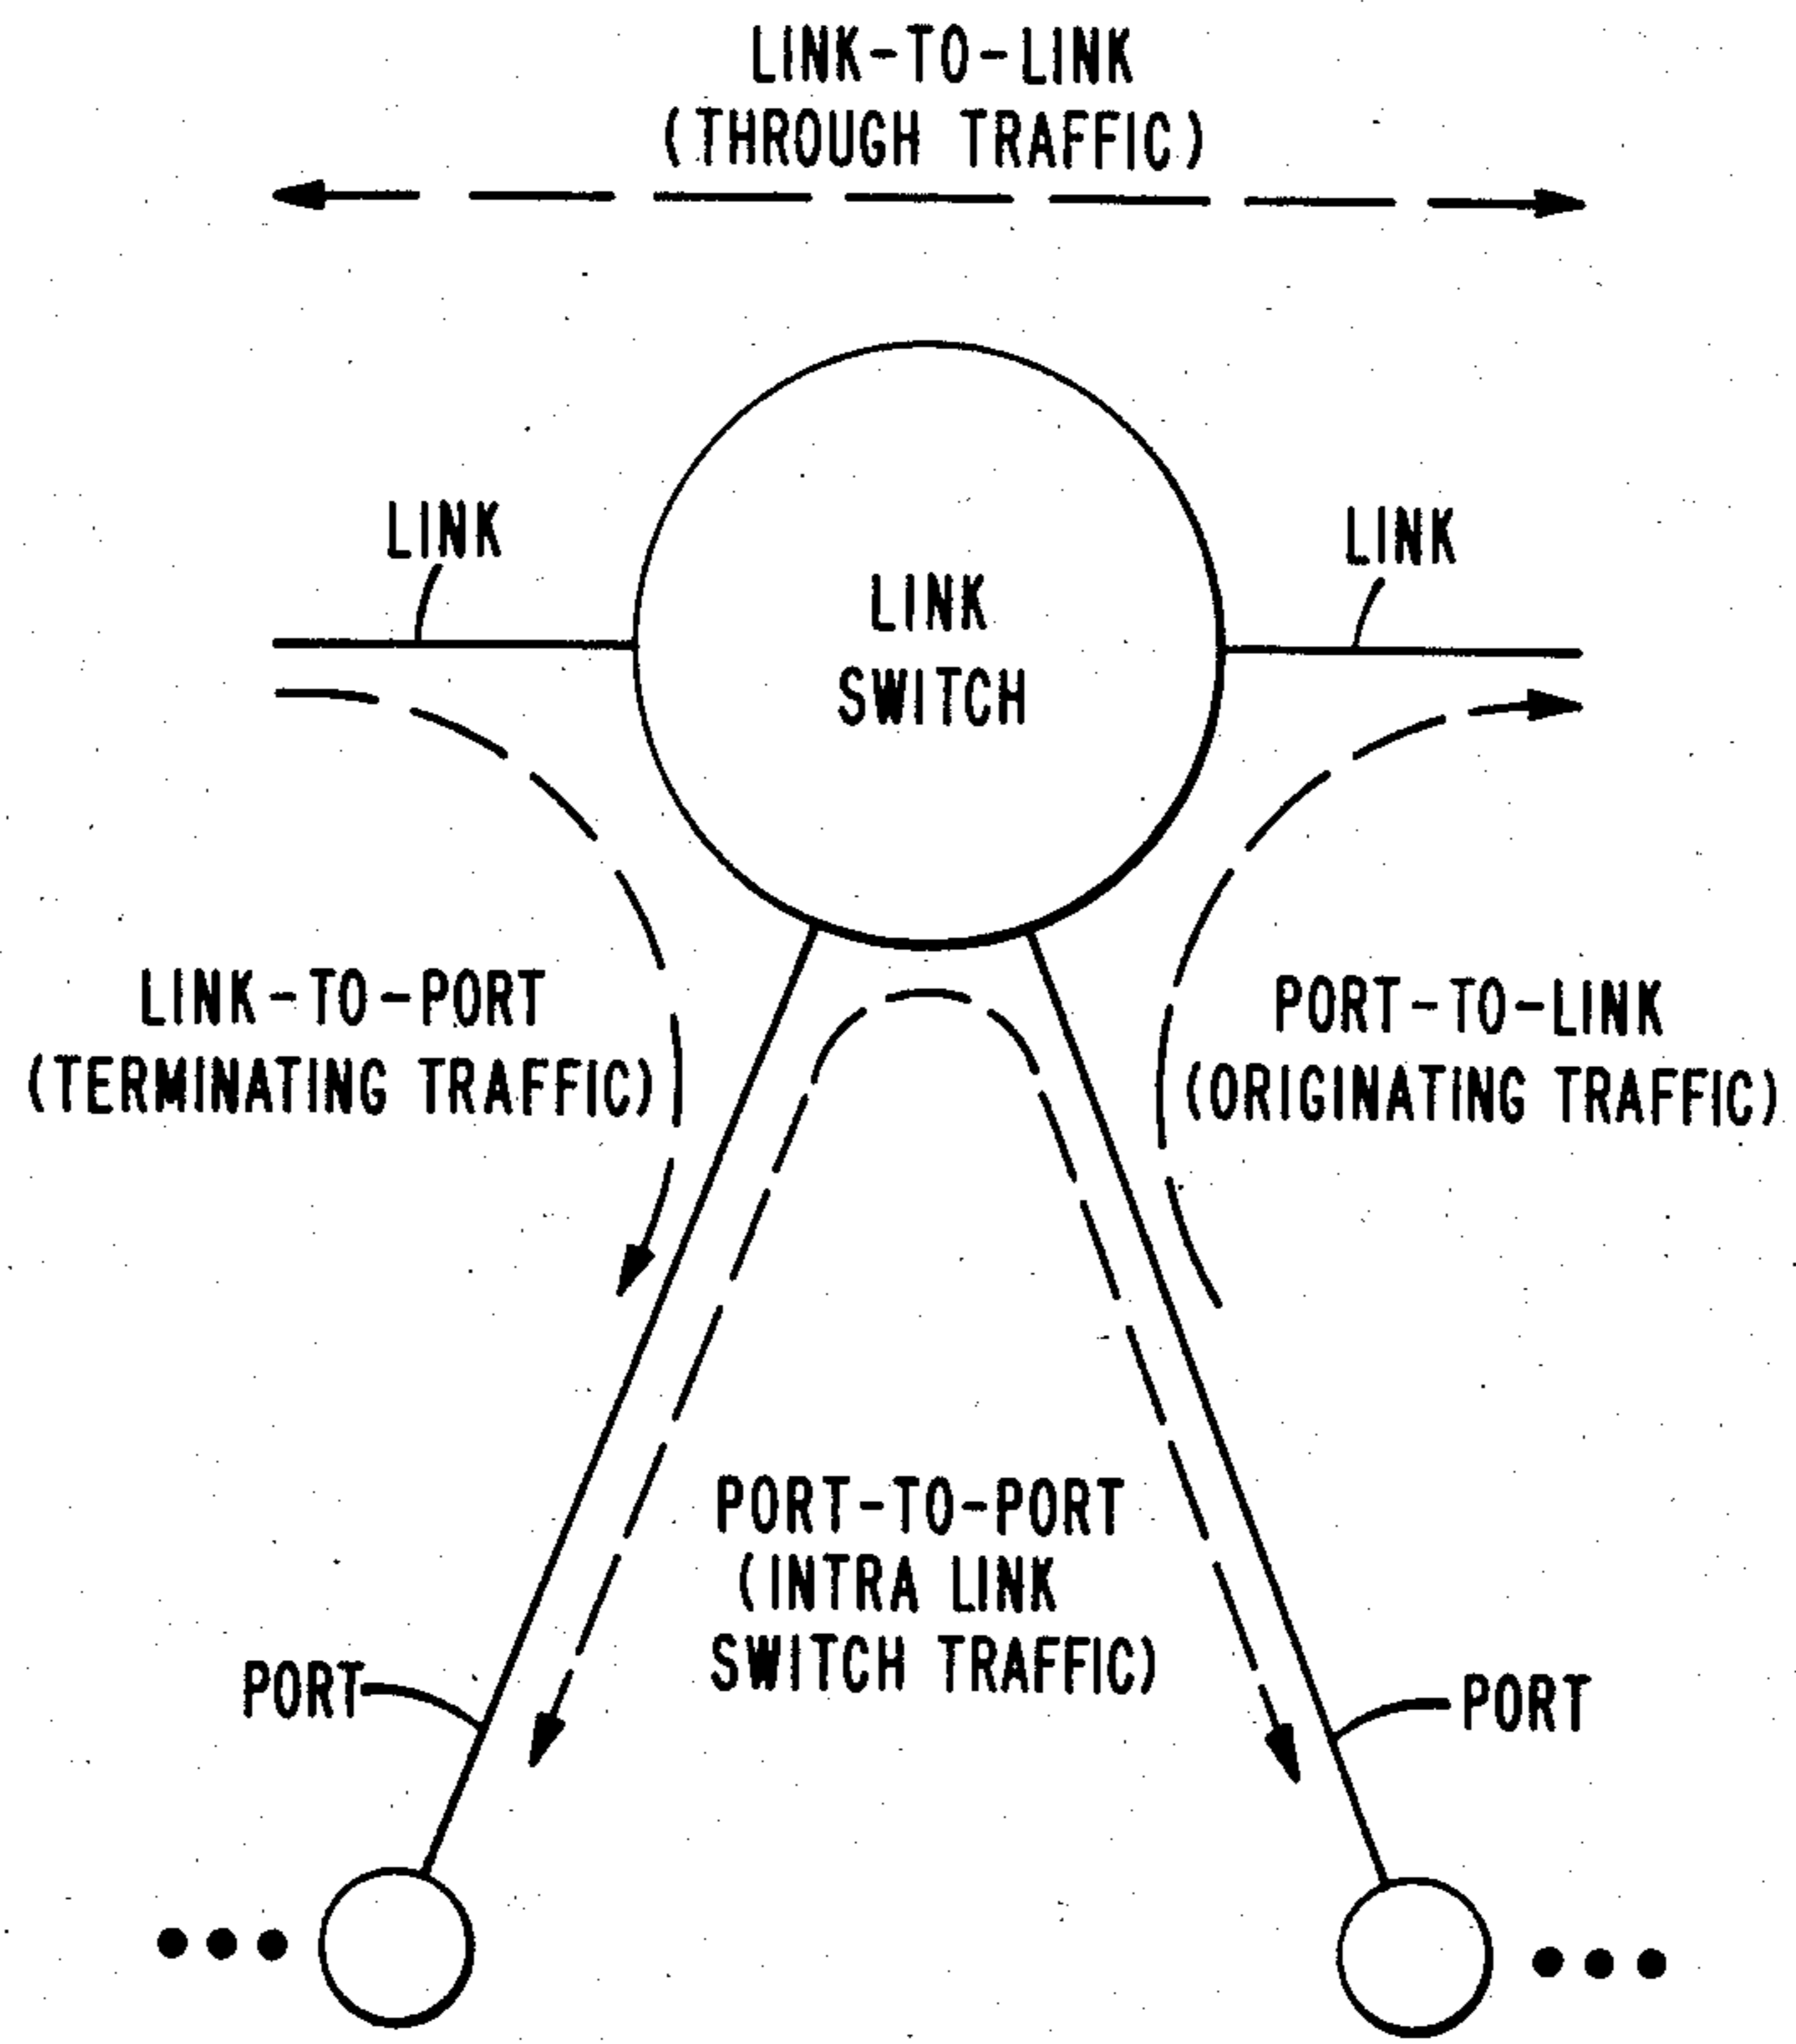 LINK-TO-LINK
(THROUGH TRAFFIC)
LINK
LINK
LINK
SWITCH
LINK-TO-PORT
(TERMINATING TRAFFIC)
PORT-TO-LINK
(ORIGINATING TRAFFIC)
PORT-TO-PORT
(INTRA LINK
SWITCH TRAFFIC)
PORT
PORT